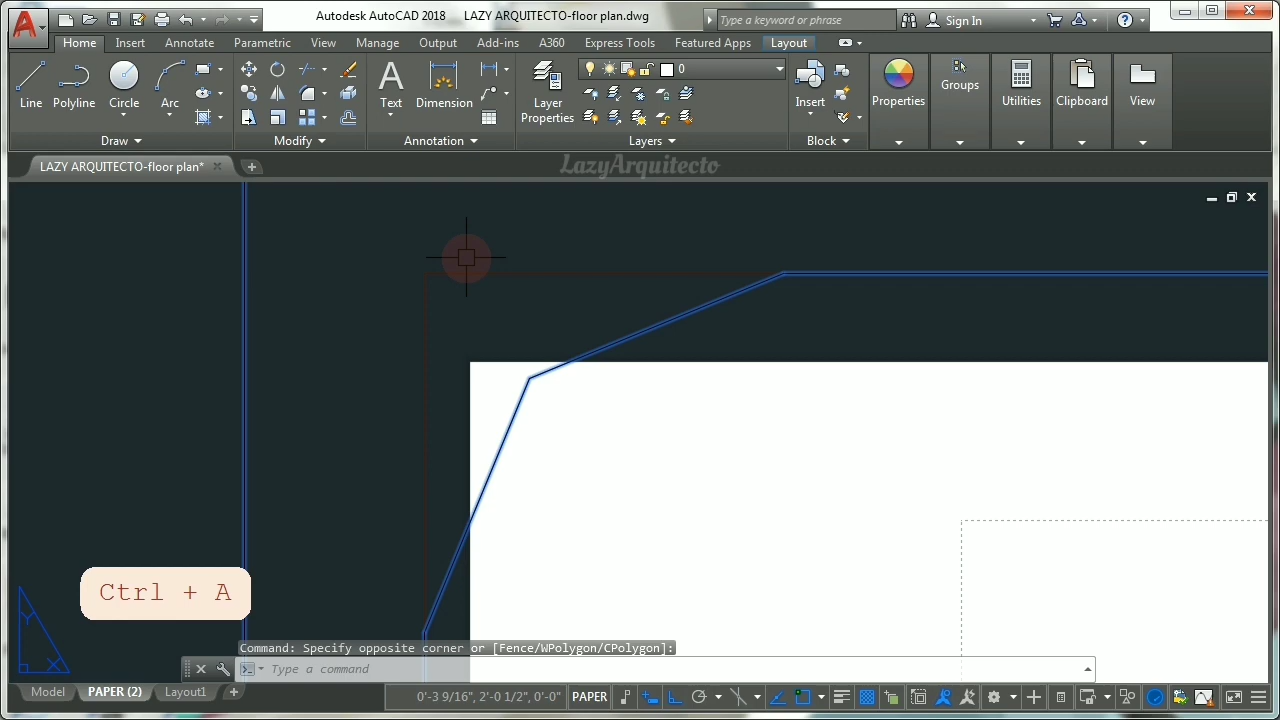 Autodesk AutoCAD 2018 LAZY ARQUITECTO-floor plan.dwg
Type a keyword or phrase
Sign In
Home Insert Annotate Parametric View Manage Output Add-ins A360 Express Tools Featured Apps Layout
0
Line Polyline Circle Arc
Text Dimension
Layer
Properties
Insert
Properties Groups Utilities Clipboard View
Draw Modify Annotation Layers Block
LAZY ARQUITECTO-floor plan*
LazyArquitecto
Ctrl + A
Y
X
Command: Specify opposite corner or [Fence/WPolygon/CPolygon]:
Type a command
Model PAPER (2) Layout1
0'-3 9/16", 2'-0 1/2", 0'-0" PAPER